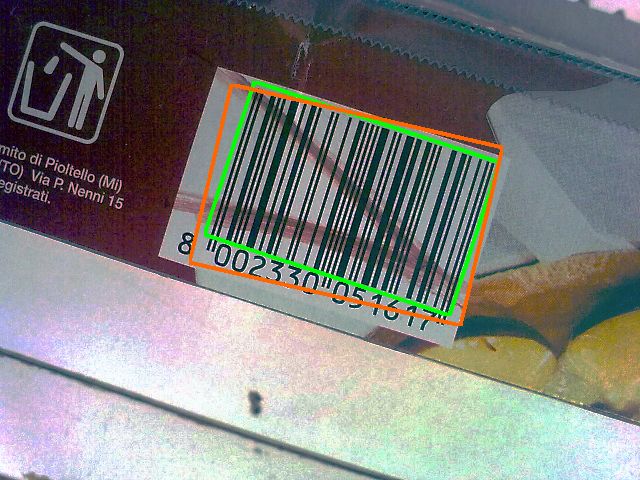 mito di Pioltello (Mi)
(TO) Via P. Nenni 15
egistrati.
8 "002330"051617"